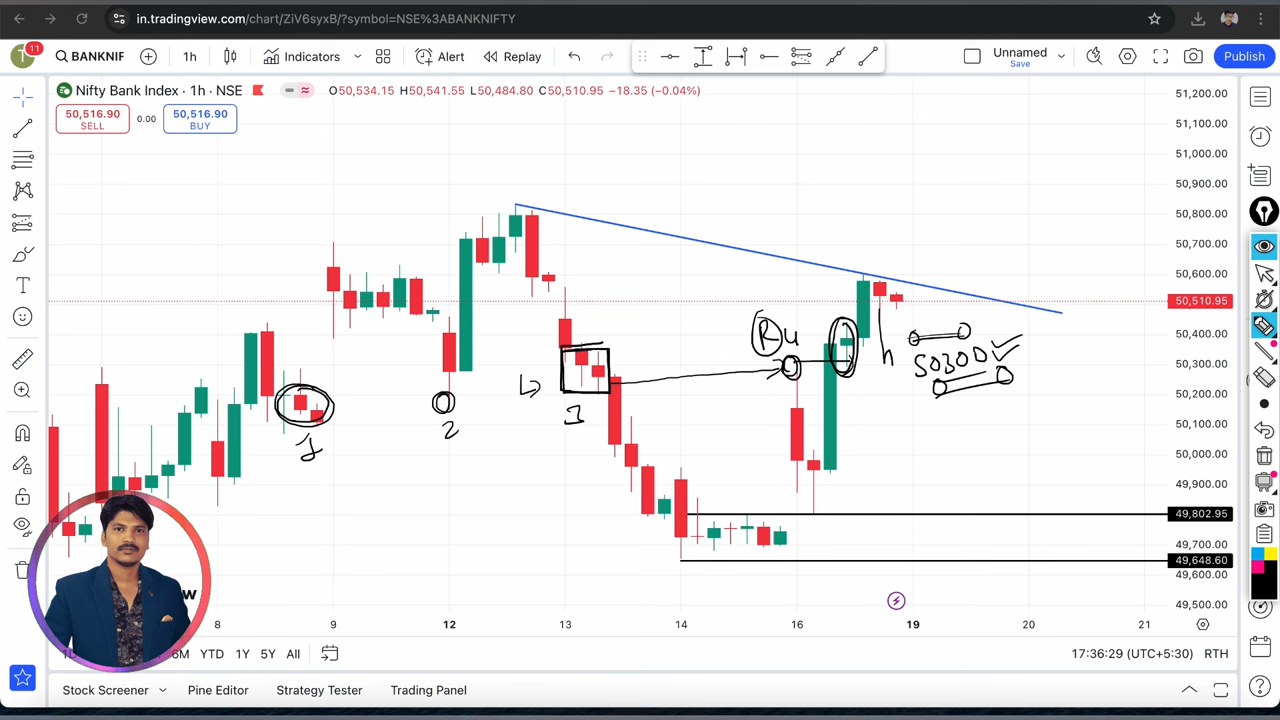 in.tradingview.com/chart/ZiV6syxB/?symbol=NSE%3ABANKNIFTY
11
BANKNIF
1h
Indicators
Alert
Replay
Unnamed
Save
Publish
Nifty Bank Index · 1h · NSE
O50,534.15 H50,541.55 L50,484.80 C50,510.95 −18.35 (−0.04%)
50,516.90
SELL
0.00
50,516.90
BUY
51,200.00
51,100.00
51,000.00
50,900.00
50,800.00
50,700.00
50,600.00
50,510.95
50,400.00
50,300.00
50,200.00
50,100.00
50,000.00
49,900.00
49,802.95
49,700.00
49,648.60
49,600.00
49,500.00
R 4
50300
1
2
3
8
9
12
13
14
16
19
20
21
6M
YTD
1Y
5Y
All
17:36:29 (UTC+5:30)
RTH
Stock Screener
Pine Editor
Strategy Tester
Trading Panel